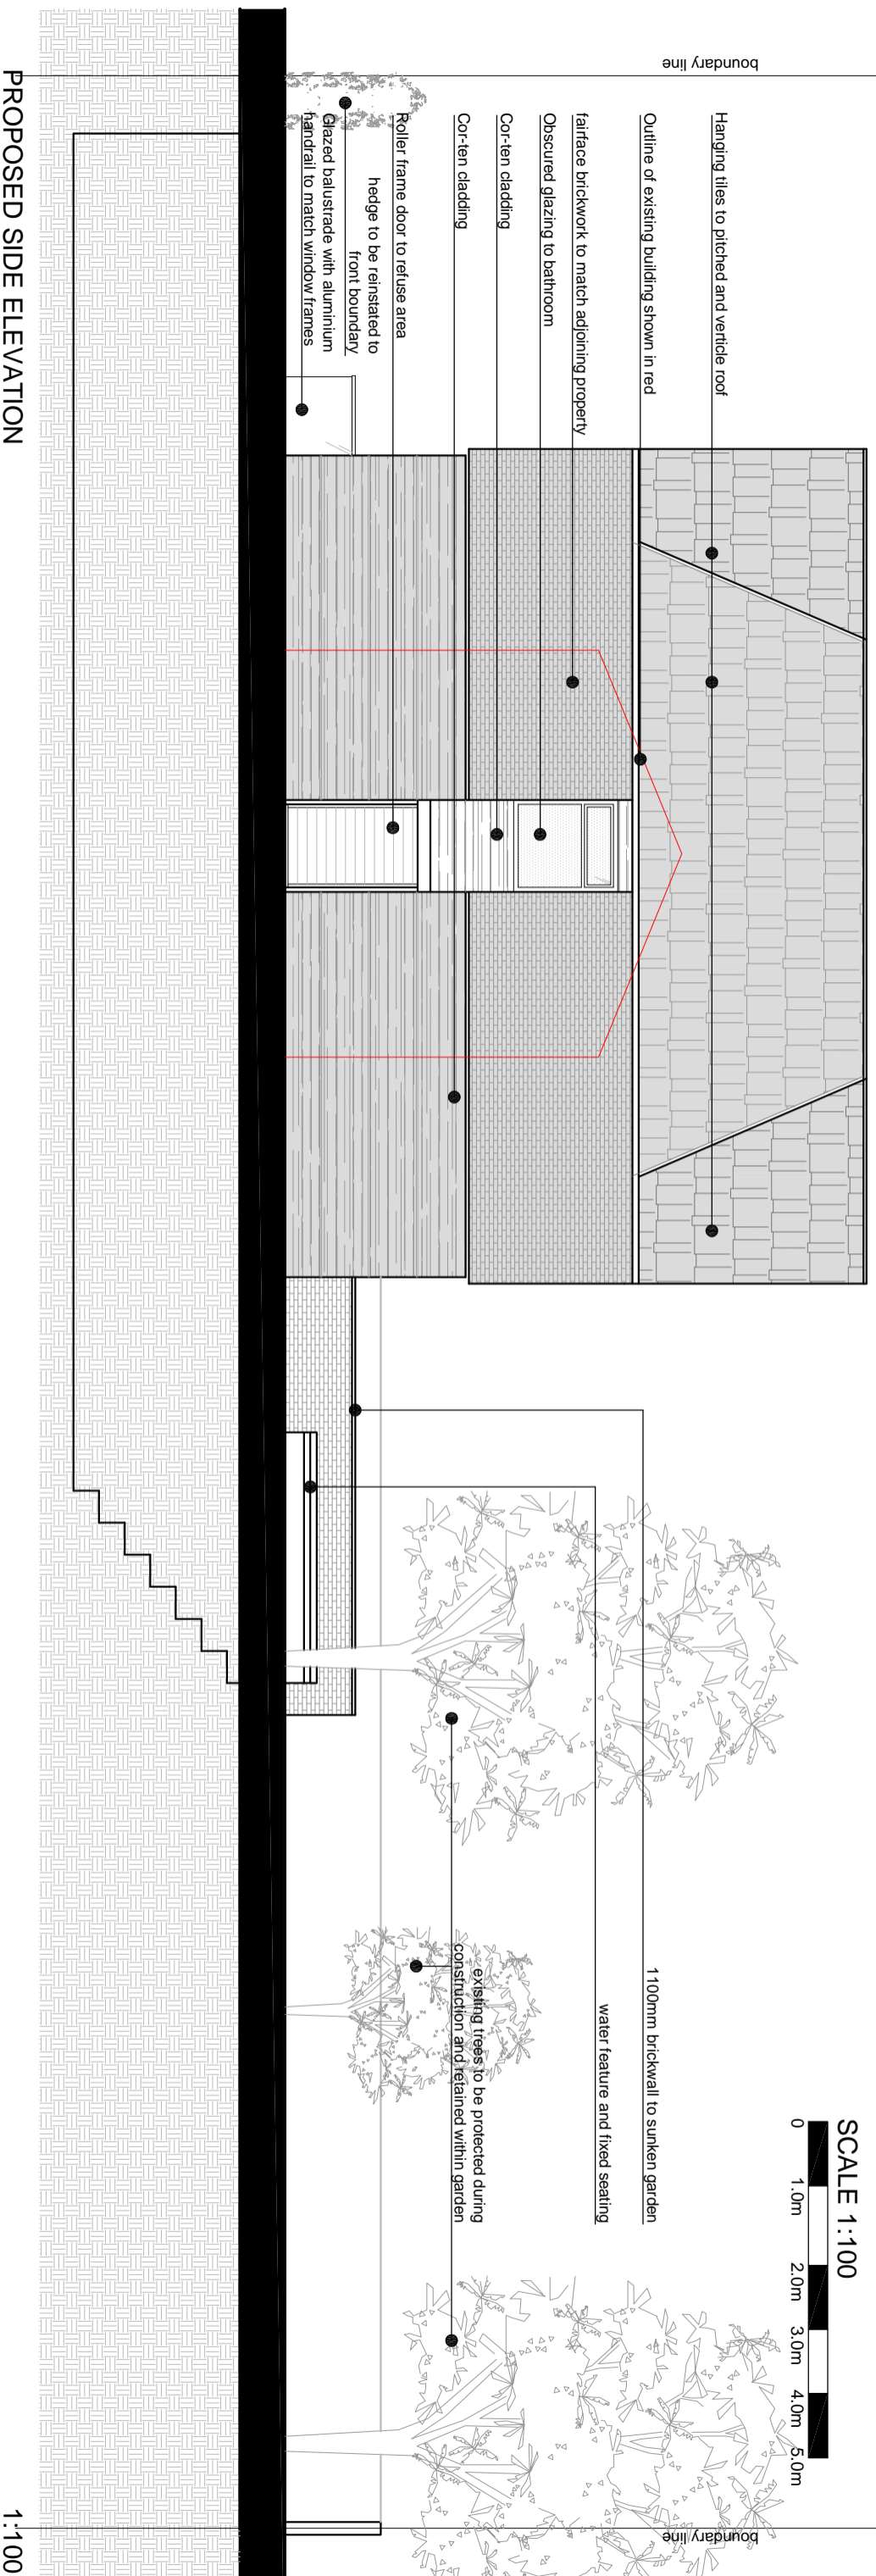 SCALE 1:100
0 1.0m 2.0m 3.0m 4.0m 5.0m
boundary line
Hanging tiles to pitched and verticle roof
Outline of existing building shown in red
fairface brickwork to match adjoining property
Obscured glazing to bathroom
Cor-ten cladding
Cor-ten cladding
Roller frame door to refuse area
hedge to be reinstated to
front boundary
Glazed balustrade with aluminium
handrail to match window frames
1100mm brickwall to sunken garden
water feature and fixed seating
existing trees to be protected during
construction and retained within garden
boundary line
PROPOSED SIDE ELEVATION
1:100